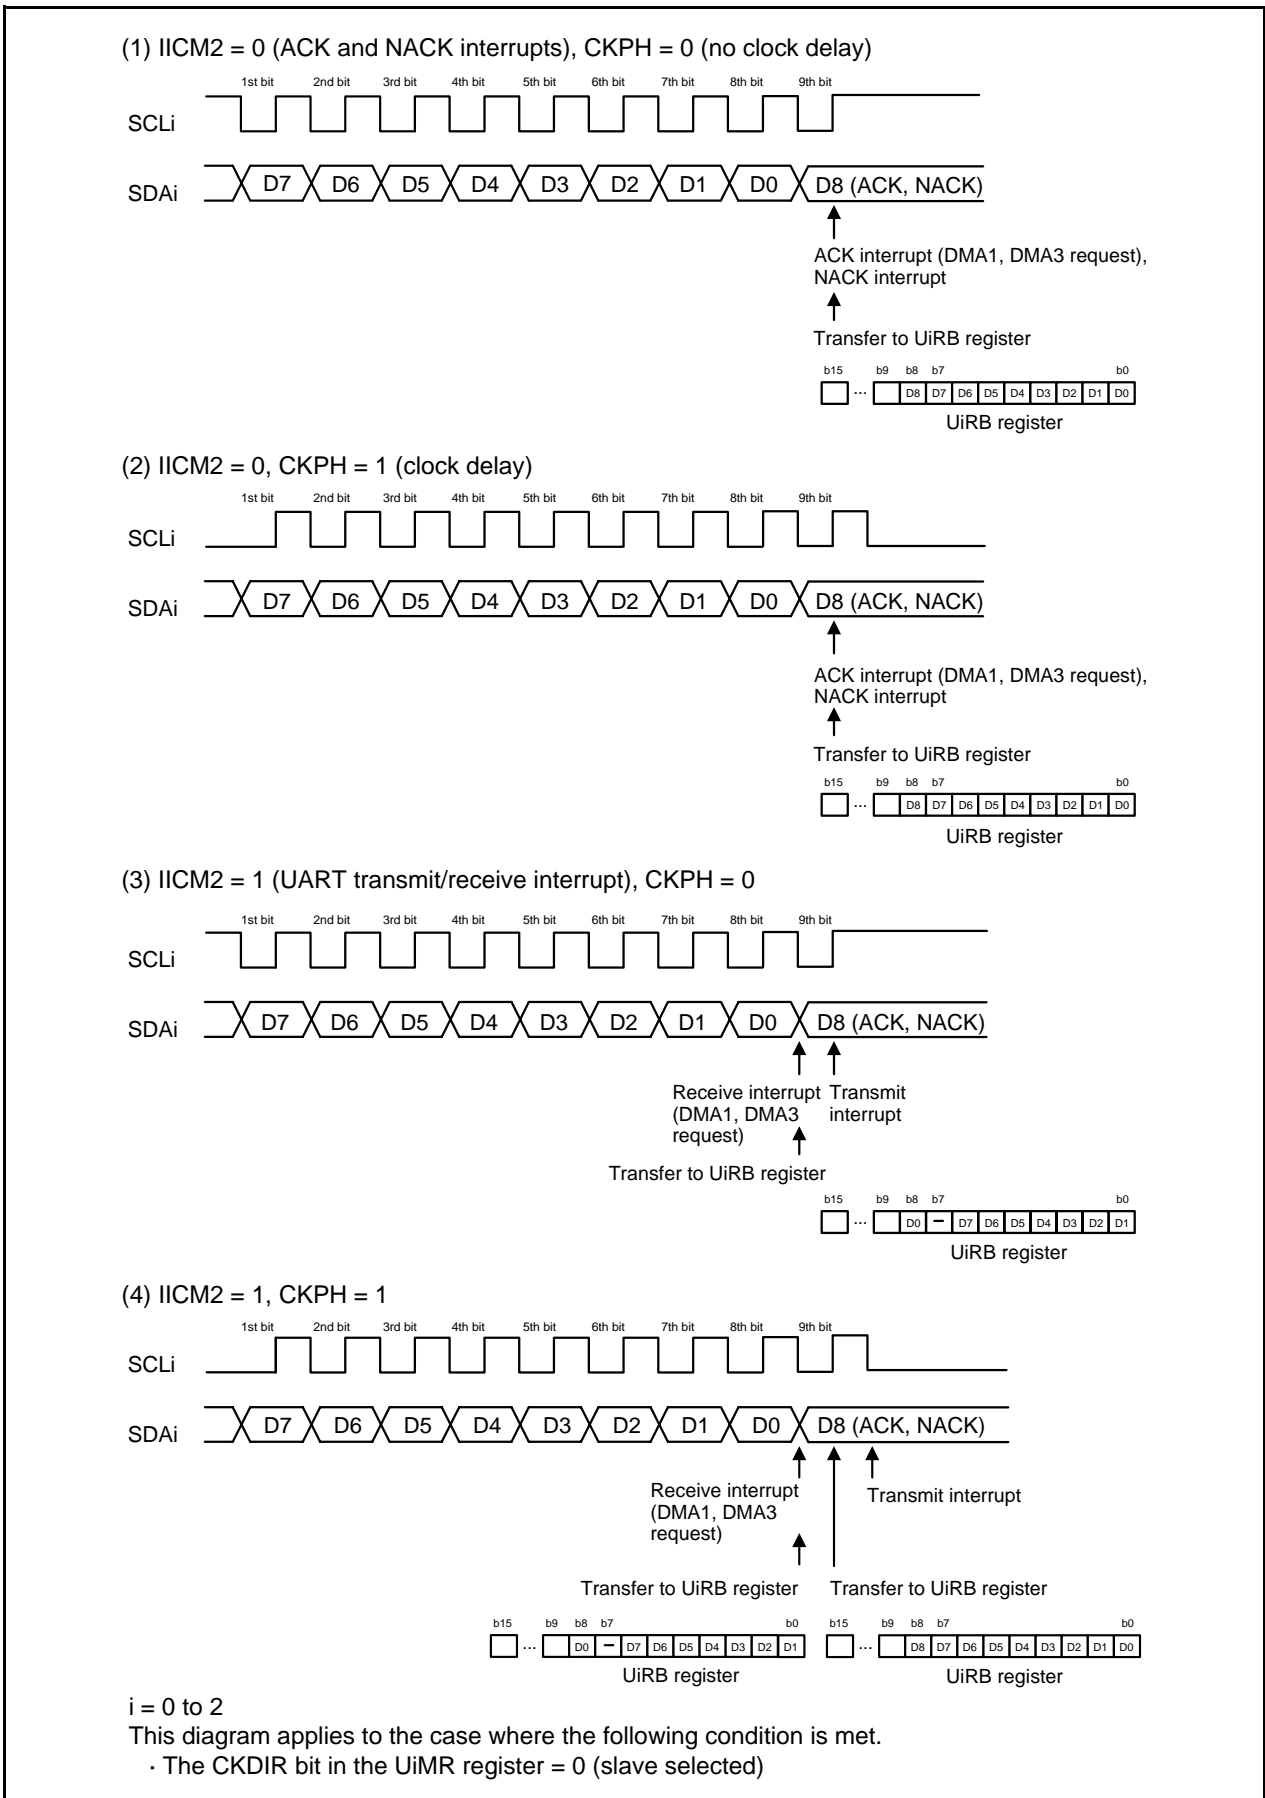 (1) IICM2 = 0 (ACK and NACK interrupts), CKPH = 0 (no clock delay)
1st bit 2nd bit 3rd bit 4th bit 5th bit 6th bit 7th bit 8th bit 9th bit
SCLi
SDAi D7 D6 D5 D4 D3 D2 D1 D0 D8 (ACK, NACK)
ACK interrupt (DMA1, DMA3 request),
NACK interrupt
Transfer to UiRB register
b15 b9 b8 b7 b0
... D8 D7 D6 D5 D4 D3 D2 D1 D0
UiRB register
(2) IICM2 = 0, CKPH = 1 (clock delay)
1st bit 2nd bit 3rd bit 4th bit 5th bit 6th bit 7th bit 8th bit 9th bit
SCLi
SDAi D7 D6 D5 D4 D3 D2 D1 D0 D8 (ACK, NACK)
ACK interrupt (DMA1, DMA3 request),
NACK interrupt
Transfer to UiRB register
b15 b9 b8 b7 b0
... D8 D7 D6 D5 D4 D3 D2 D1 D0
UiRB register
(3) IICM2 = 1 (UART transmit/receive interrupt), CKPH = 0
1st bit 2nd bit 3rd bit 4th bit 5th bit 6th bit 7th bit 8th bit 9th bit
SCLi
SDAi D7 D6 D5 D4 D3 D2 D1 D0 D8 (ACK, NACK)
Receive interrupt Transmit
(DMA1, DMA3 interrupt
request)
Transfer to UiRB register
b15 b9 b8 b7 b0
... D0 – D7 D6 D5 D4 D3 D2 D1
UiRB register
(4) IICM2 = 1, CKPH = 1
1st bit 2nd bit 3rd bit 4th bit 5th bit 6th bit 7th bit 8th bit 9th bit
SCLi
SDAi D7 D6 D5 D4 D3 D2 D1 D0 D8 (ACK, NACK)
Receive interrupt Transmit interrupt
(DMA1, DMA3
request)
Transfer to UiRB register Transfer to UiRB register
b15 b9 b8 b7 b0 b15 b9 b8 b7 b0
... D0 – D7 D6 D5 D4 D3 D2 D1 ... D8 D7 D6 D5 D4 D3 D2 D1 D0
UiRB register UiRB register
i = 0 to 2
This diagram applies to the case where the following condition is met.
· The CKDIR bit in the UiMR register = 0 (slave selected)